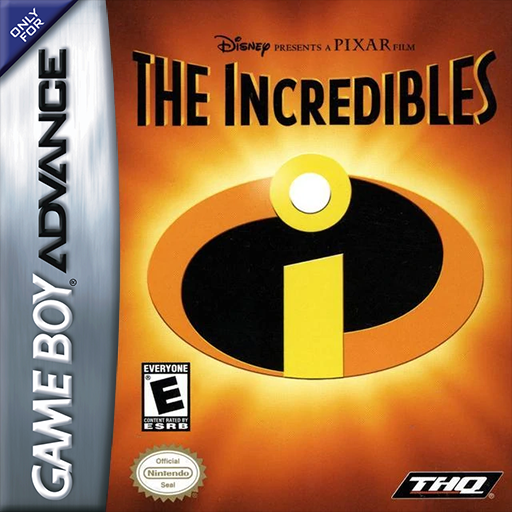 ONLY
FOR
GAME BOY ADVANCE
Disney PRESENTS A PIXAR FILM
THE INCREDIBLES
i
EVERYONE
E
CONTENT RATED BY
ESRB
Official
Nintendo
Seal
THQ